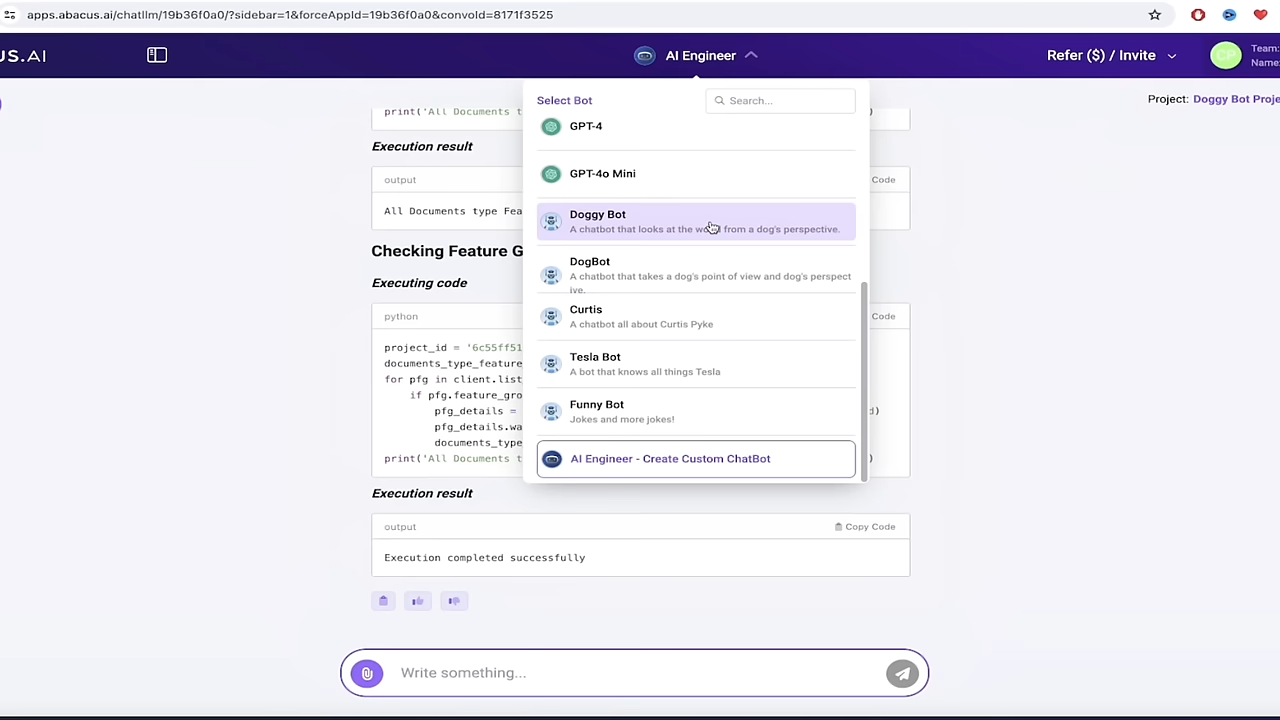 apps.abacus.ai/chatllm/19b36f0a0/?sidebar=1&forceAppId=19b36f0a0&convoId=8171f3525
US.AI
AI Engineer
Refer ($) / Invite
CP
Team:
Name:
Project: Doggy Bot Proje
Select Bot
Search...
GPT-4
GPT-4o Mini
Doggy Bot
A chatbot that looks at the world from a dog's perspective.
DogBot
A chatbot that takes a dog's point of view and dog's perspect
ive.
Curtis
A chatbot all about Curtis Pyke
Tesla Bot
A bot that knows all things Tesla
Funny Bot
Jokes and more jokes!
AI Engineer - Create Custom ChatBot
print('All Documents t
)
Execution result
output
Code
All Documents type Fea
Checking Feature G
Executing code
python
Code
project_id = '6c55ff51
documents_type_feature
for pfg in client.list
if pfg.feature_gro
pfg_details =
d)
pfg_details.wa
documents_type
print('All Documents t
)
Execution result
output
Copy Code
Execution completed successfully
Write something...